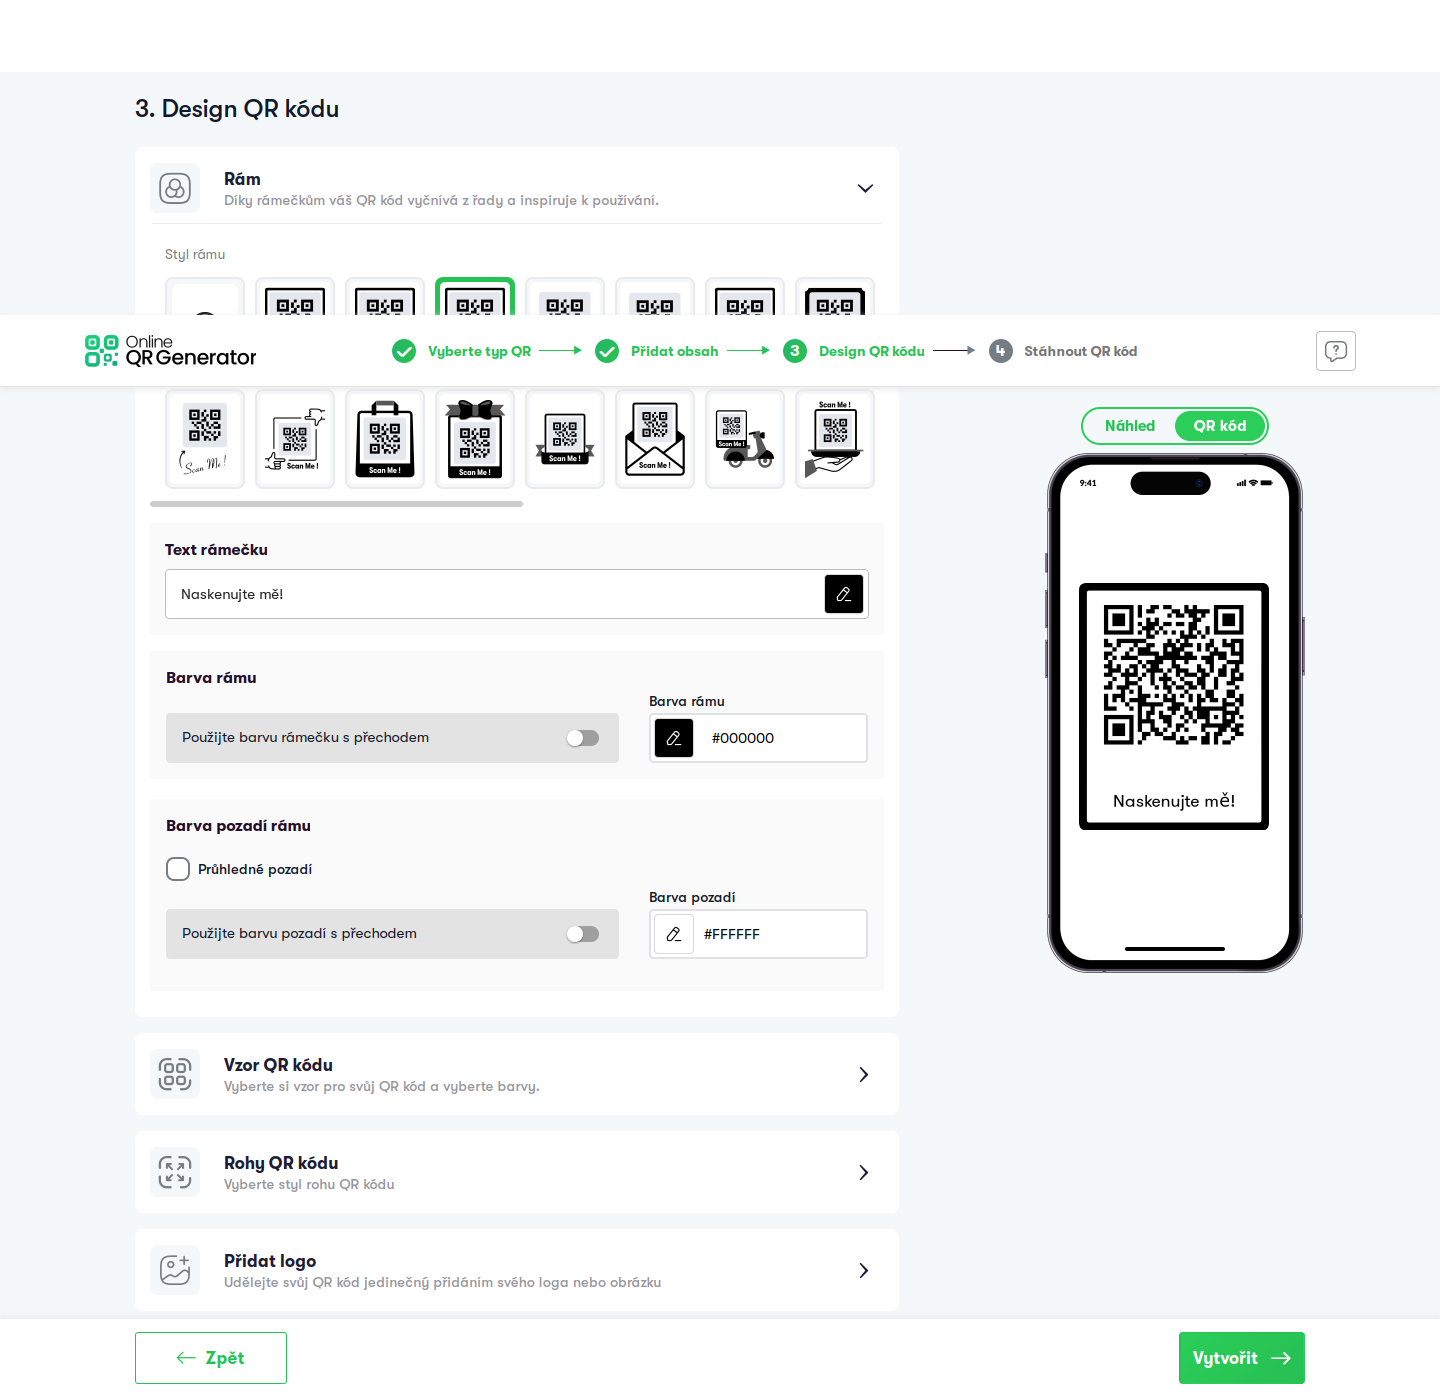 3. Design QR kódu
Rám
Díky rámečkům váš QR kód vyčnívá z řady a inspiruje k používání.
Styl rámu
Online
QR Generator
Vyberte typ QR
Přidat obsah
3 Design QR kódu
4 Stáhnout QR kód
Scan Me !
Scan Me !
Scan Me !
Scan Me !
Scan Me !
Scan Me !
Scan Me !
Scan Me !
Náhled
QR kód
9:41
Text rámečku
Naskenujte mě!
Barva rámu
Barva rámu
Použijte barvu rámečku s přechodem
#000000
Naskenujte mě!
Barva pozadí rámu
Průhledné pozadí
Barva pozadí
Použijte barvu pozadí s přechodem
#FFFFFF
Vzor QR kódu
Vyberte si vzor pro svůj QR kód a vyberte barvy.
Rohy QR kódu
Vyberte styl rohu QR kódu
Přidat logo
Udělejte svůj QR kód jedinečný přidáním svého loga nebo obrázku
Zpět
Vytvořit